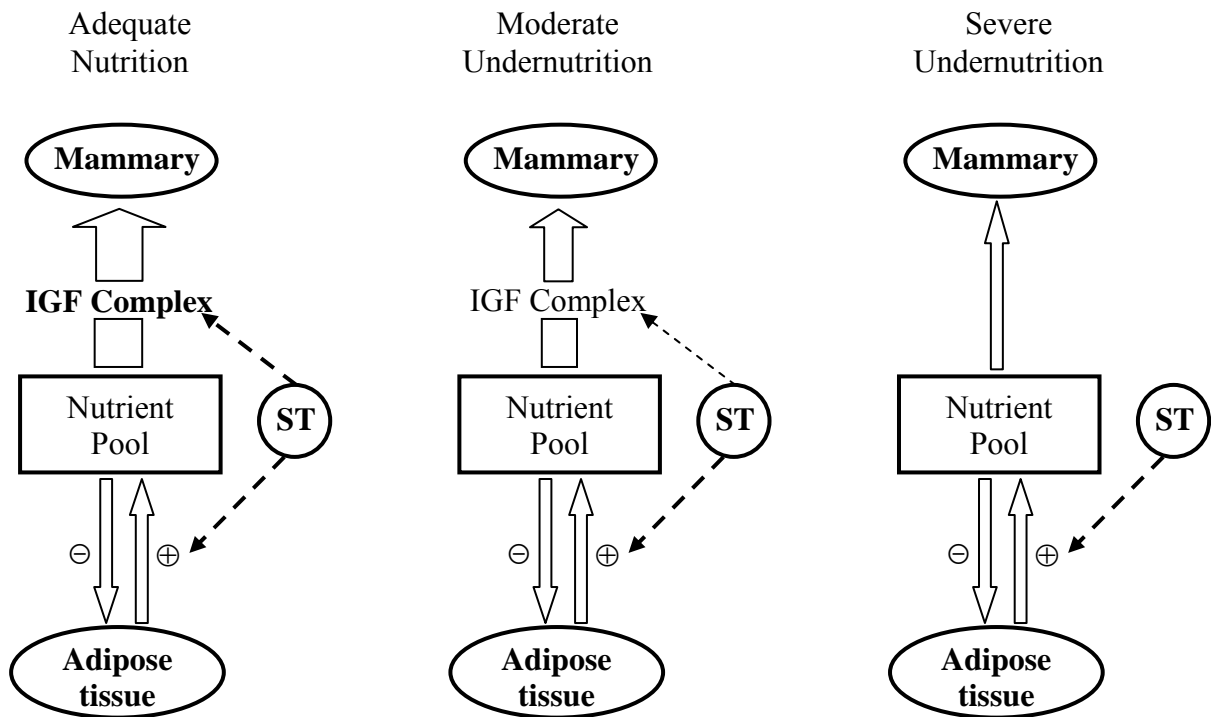 Adequate
Nutrition
Mammary
IGF Complex
Nutrient
Pool
ST
⊖
⊕
Adipose
tissue
Moderate
Undernutrition
Mammary
IGF Complex
Nutrient
Pool
ST
⊖
⊕
Adipose
tissue
Severe
Undernutrition
Mammary
Nutrient
Pool
ST
⊖
⊕
Adipose
tissue